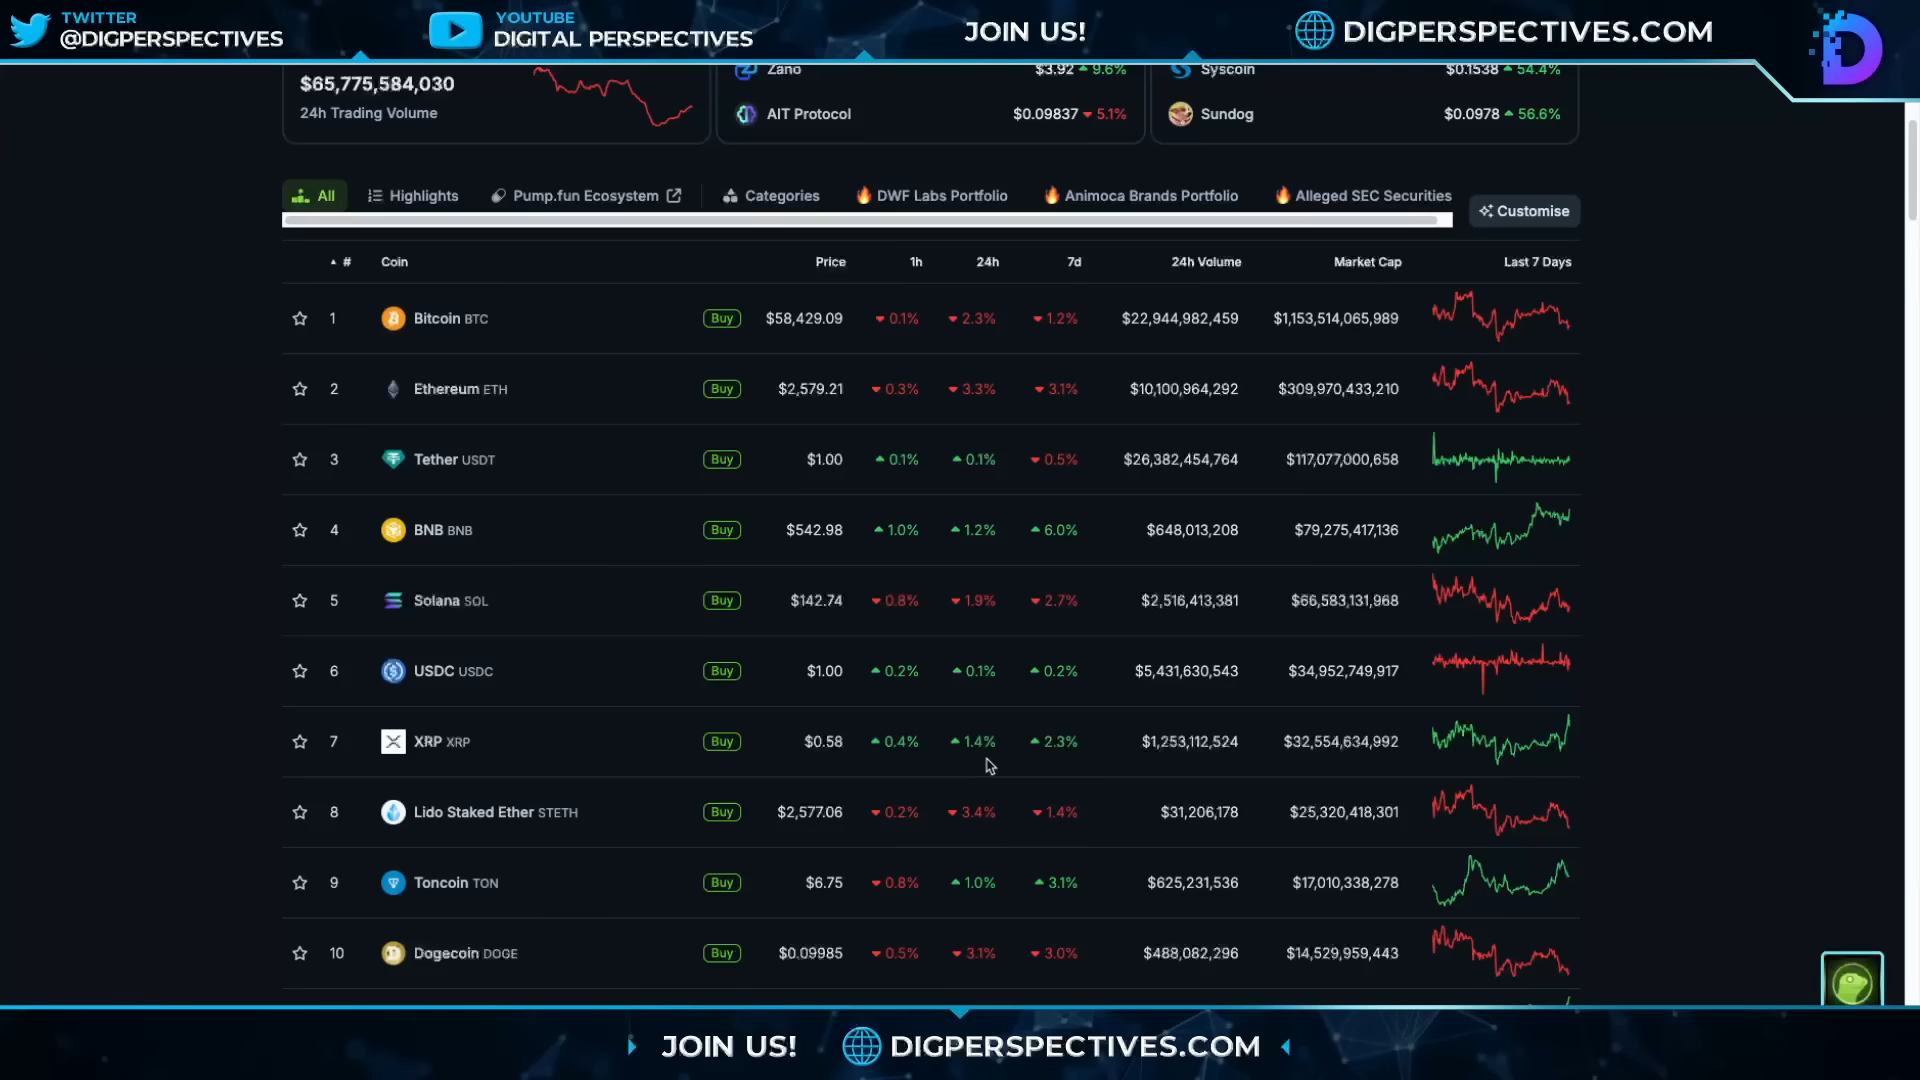 TWITTER
@DIGPERSPECTIVES
YOUTUBE
DIGITAL PERSPECTIVES
JOIN US!
DIGPERSPECTIVES.COM
$65,775,584,030
24h Trading Volume
Zano $3.92 9.6%
AIT Protocol $0.09837 5.1%
Syscoin $0.1538 54.4%
Sundog $0.0978 56.6%
All Highlights Pump.fun Ecosystem Categories DWF Labs Portfolio Animoca Brands Portfolio Alleged SEC Securities Customise
# Coin Price 1h 24h 7d 24h Volume Market Cap Last 7 Days
1 Bitcoin BTC Buy $58,429.09 0.1% 2.3% 1.2% $22,944,982,459 $1,153,514,065,989
2 Ethereum ETH Buy $2,579.21 0.3% 3.3% 3.1% $10,100,964,292 $309,970,433,210
3 Tether USDT Buy $1.00 0.1% 0.1% 0.5% $26,382,454,764 $117,077,000,658
4 BNB BNB Buy $542.98 1.0% 1.2% 6.0% $648,013,208 $79,275,417,136
5 Solana SOL Buy $142.74 0.8% 1.9% 2.7% $2,516,413,381 $66,583,131,968
6 USDC USDC Buy $1.00 0.2% 0.1% 0.2% $5,431,630,543 $34,952,749,917
7 XRP XRP Buy $0.58 0.4% 1.4% 2.3% $1,253,112,524 $32,554,634,992
8 Lido Staked Ether STETH Buy $2,577.06 0.2% 3.4% 1.4% $31,206,178 $25,320,418,301
9 Toncoin TON Buy $6.75 0.8% 1.0% 3.1% $625,231,536 $17,010,338,278
10 Dogecoin DOGE Buy $0.09985 0.5% 3.1% 3.0% $488,082,296 $14,529,959,443
JOIN US! DIGPERSPECTIVES.COM